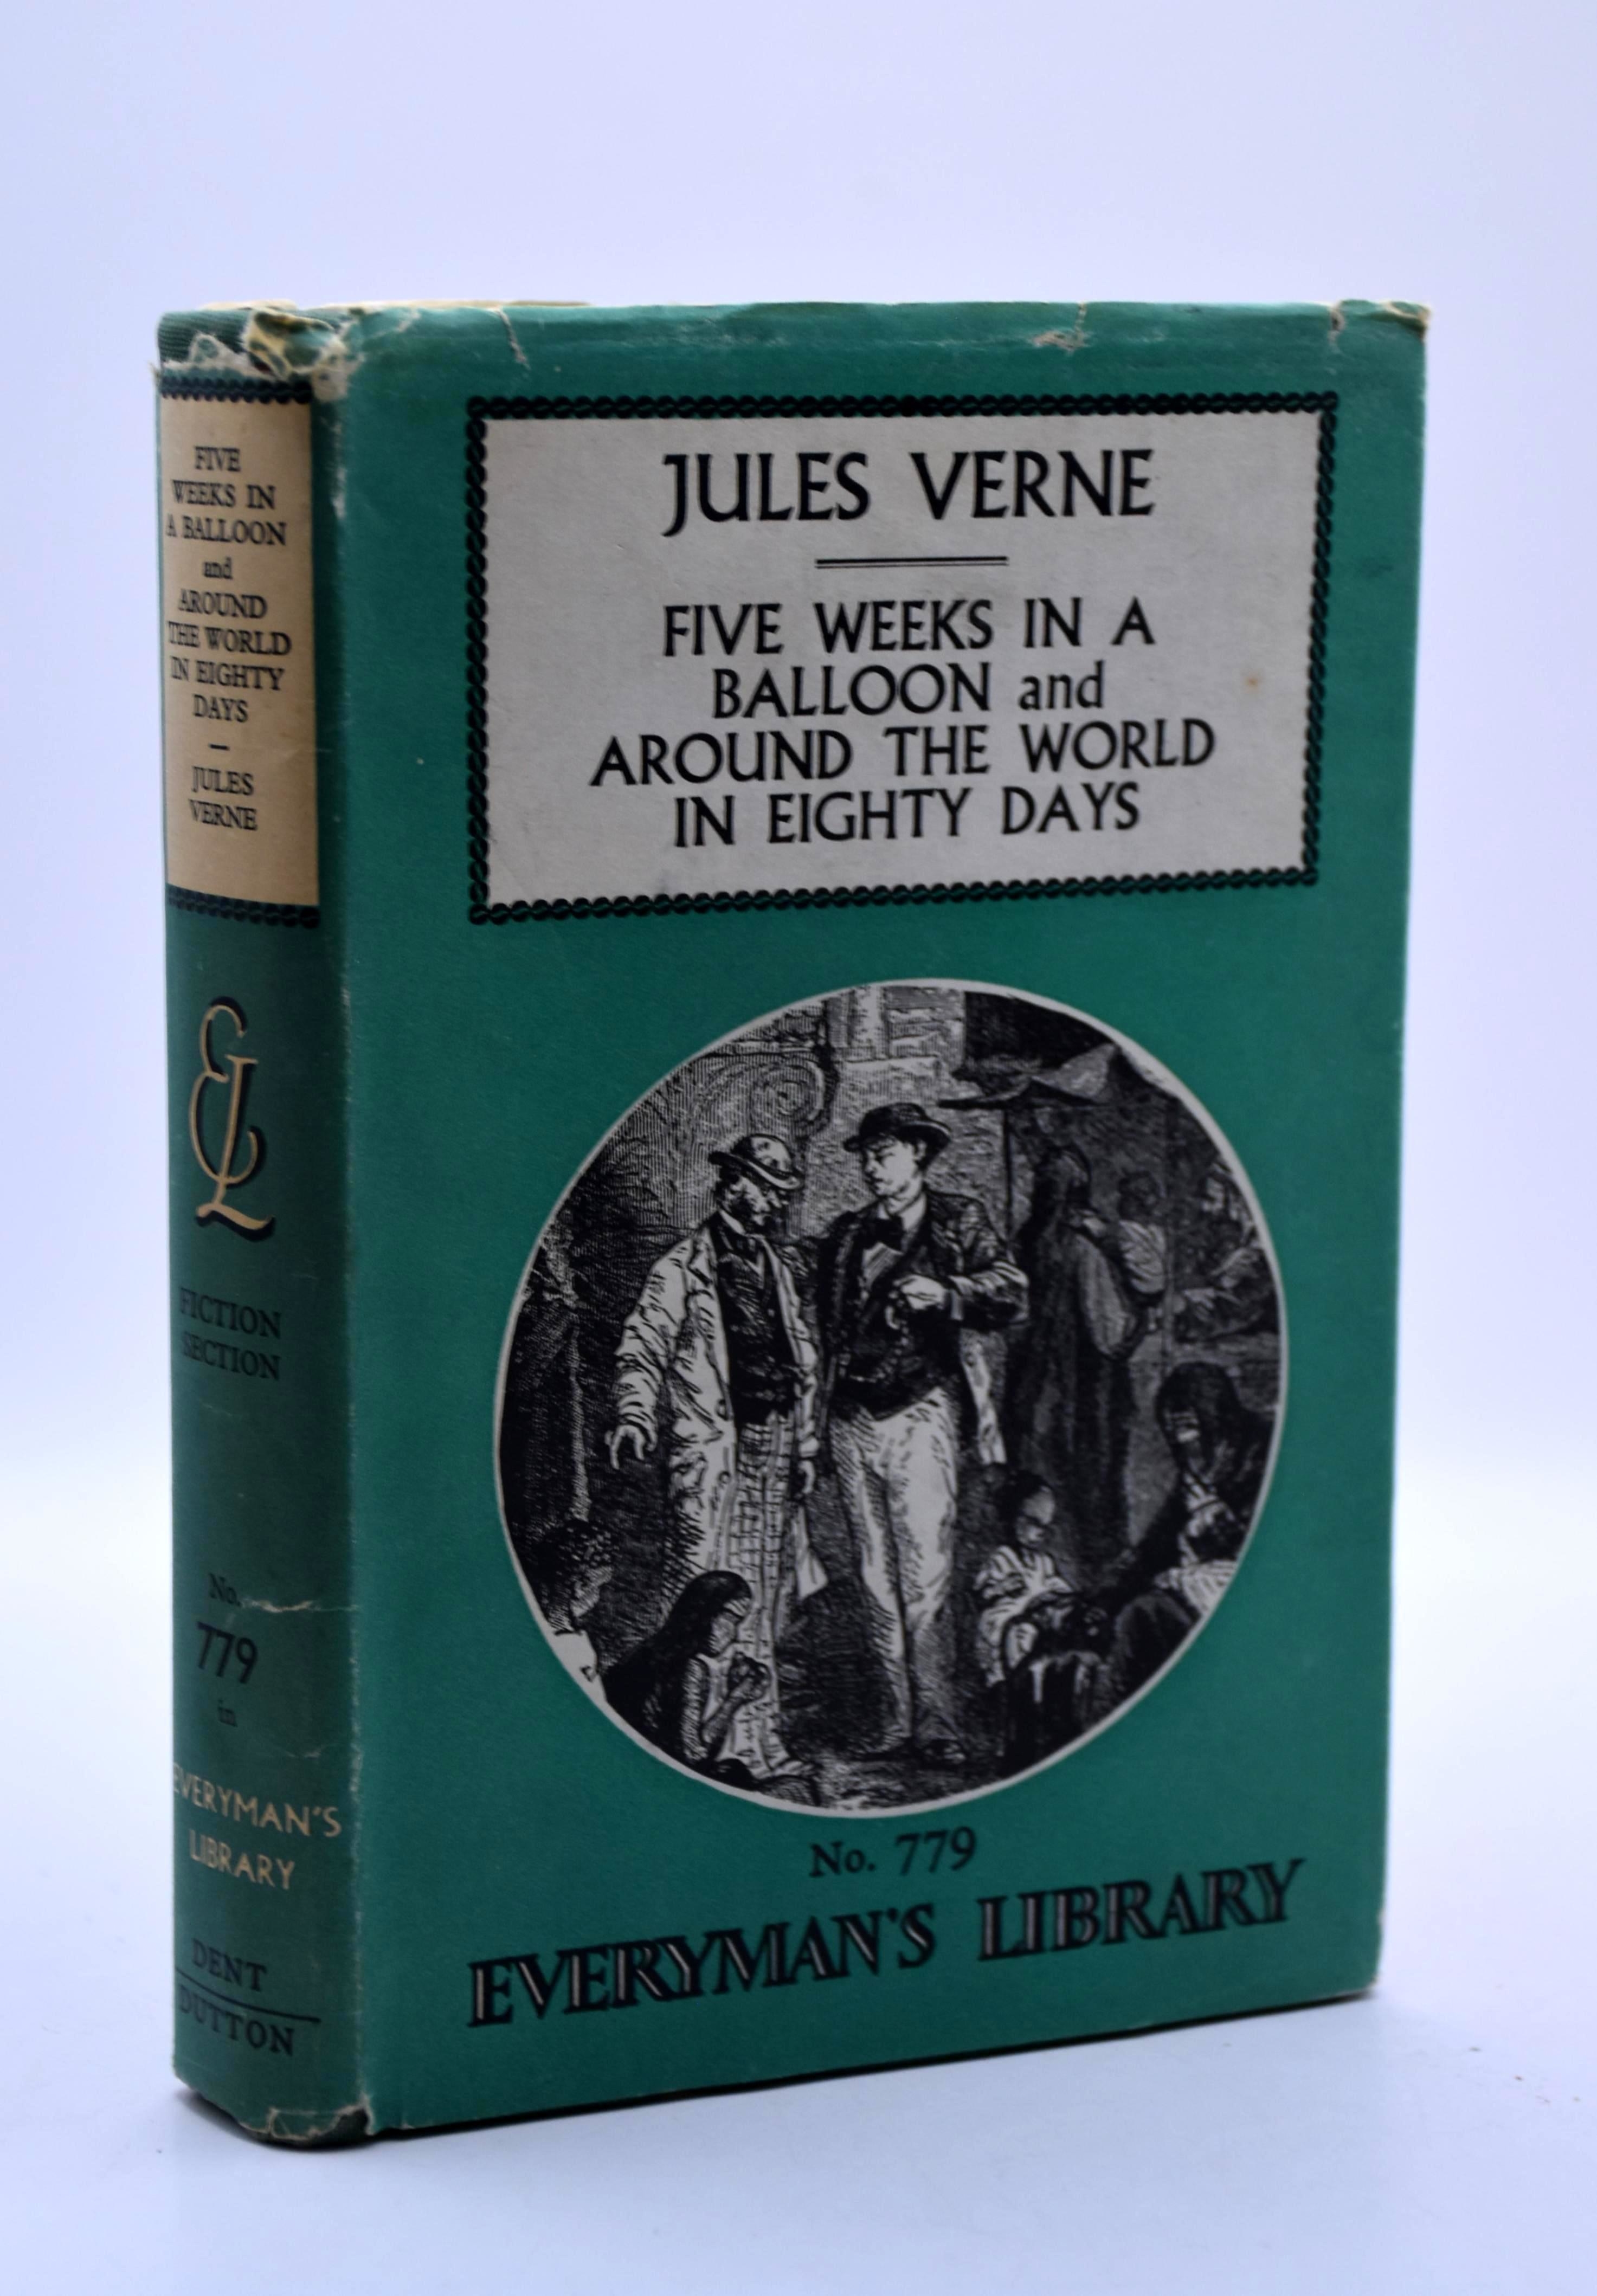 FIVE
WEEKS IN
A BALLOON
and
AROUND
THE WORLD
IN EIGHTY
DAYS
JULES
VERNE
EL
FICTION
SECTION
No.
779
in
EVERYMAN'S
LIBRARY
DENT
DUTTON
JULES VERNE
FIVE WEEKS IN A
BALLOON and
AROUND THE WORLD
IN EIGHTY DAYS
No. 779
EVERYMAN'S LIBRARY